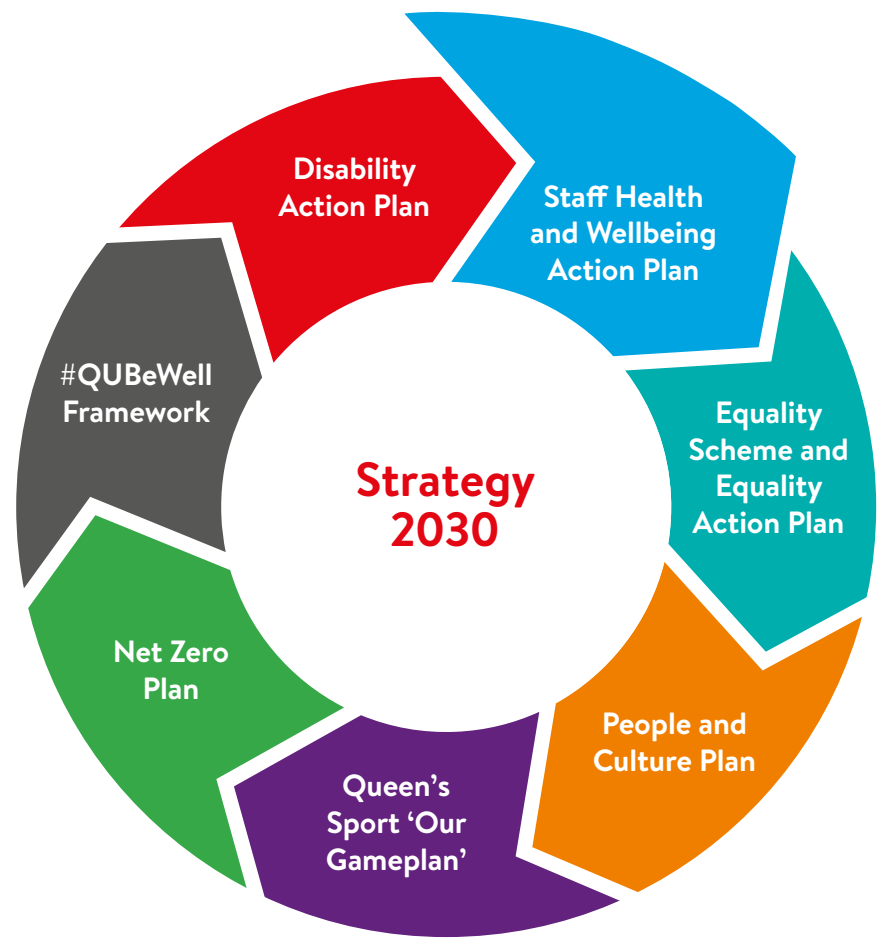 Disability
Action Plan
Staff Health
and Wellbeing
Action Plan
#QUBeWell
Framework
Equality
Scheme and
Equality
Action Plan
Strategy
2030
Net Zero
Plan
People and
Culture Plan
Queen’s
Sport ‘Our
Gameplan’